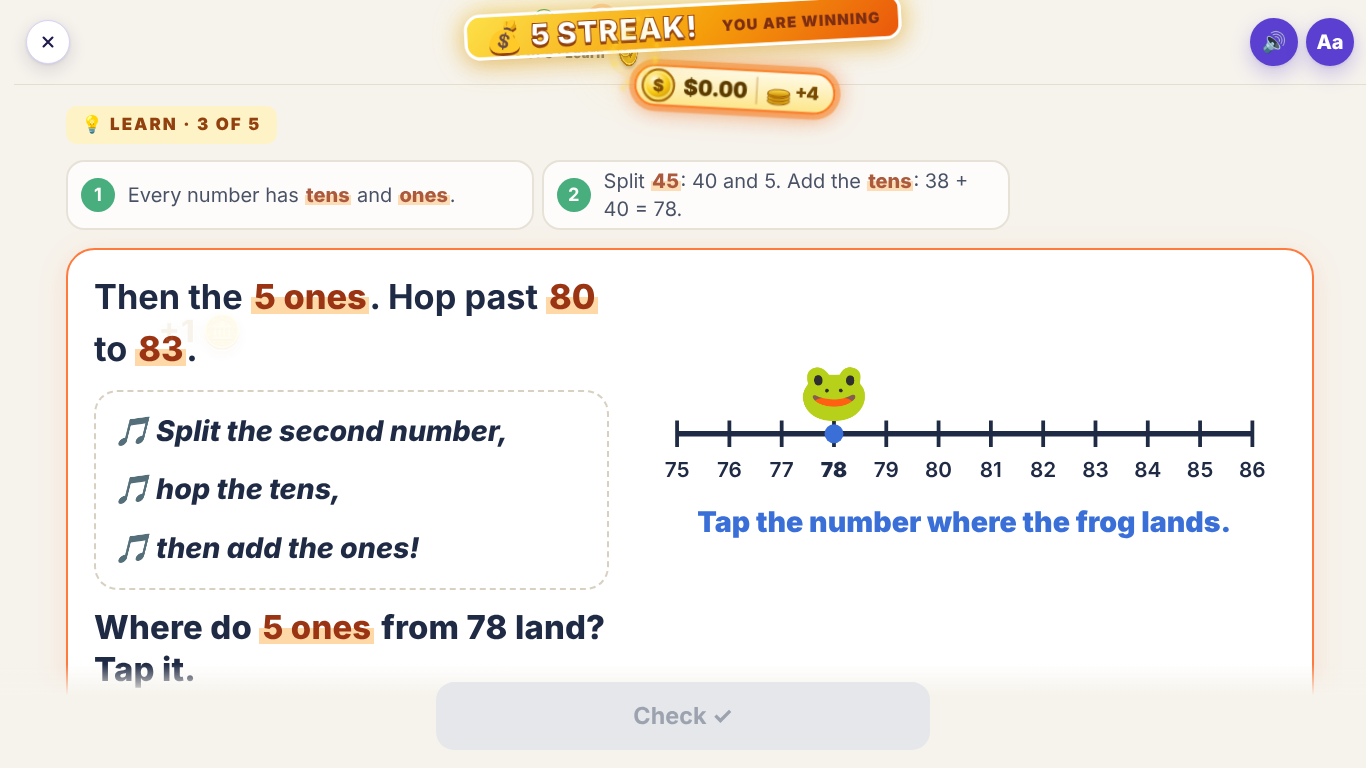 5 STREAK! YOU ARE WINNING
Learn
$0.00 +4
Aa
LEARN · 3 OF 5
1 Every number has tens and ones.
2 Split 45: 40 and 5. Add the tens: 38 +
40 = 78.
Then the 5 ones. Hop past 80
to 83.
+1
Split the second number,
hop the tens,
then add the ones!
Where do 5 ones from 78 land?
Tap it.
75 76 77 78 79 80 81 82 83 84 85 86
Tap the number where the frog lands.
Check ✓